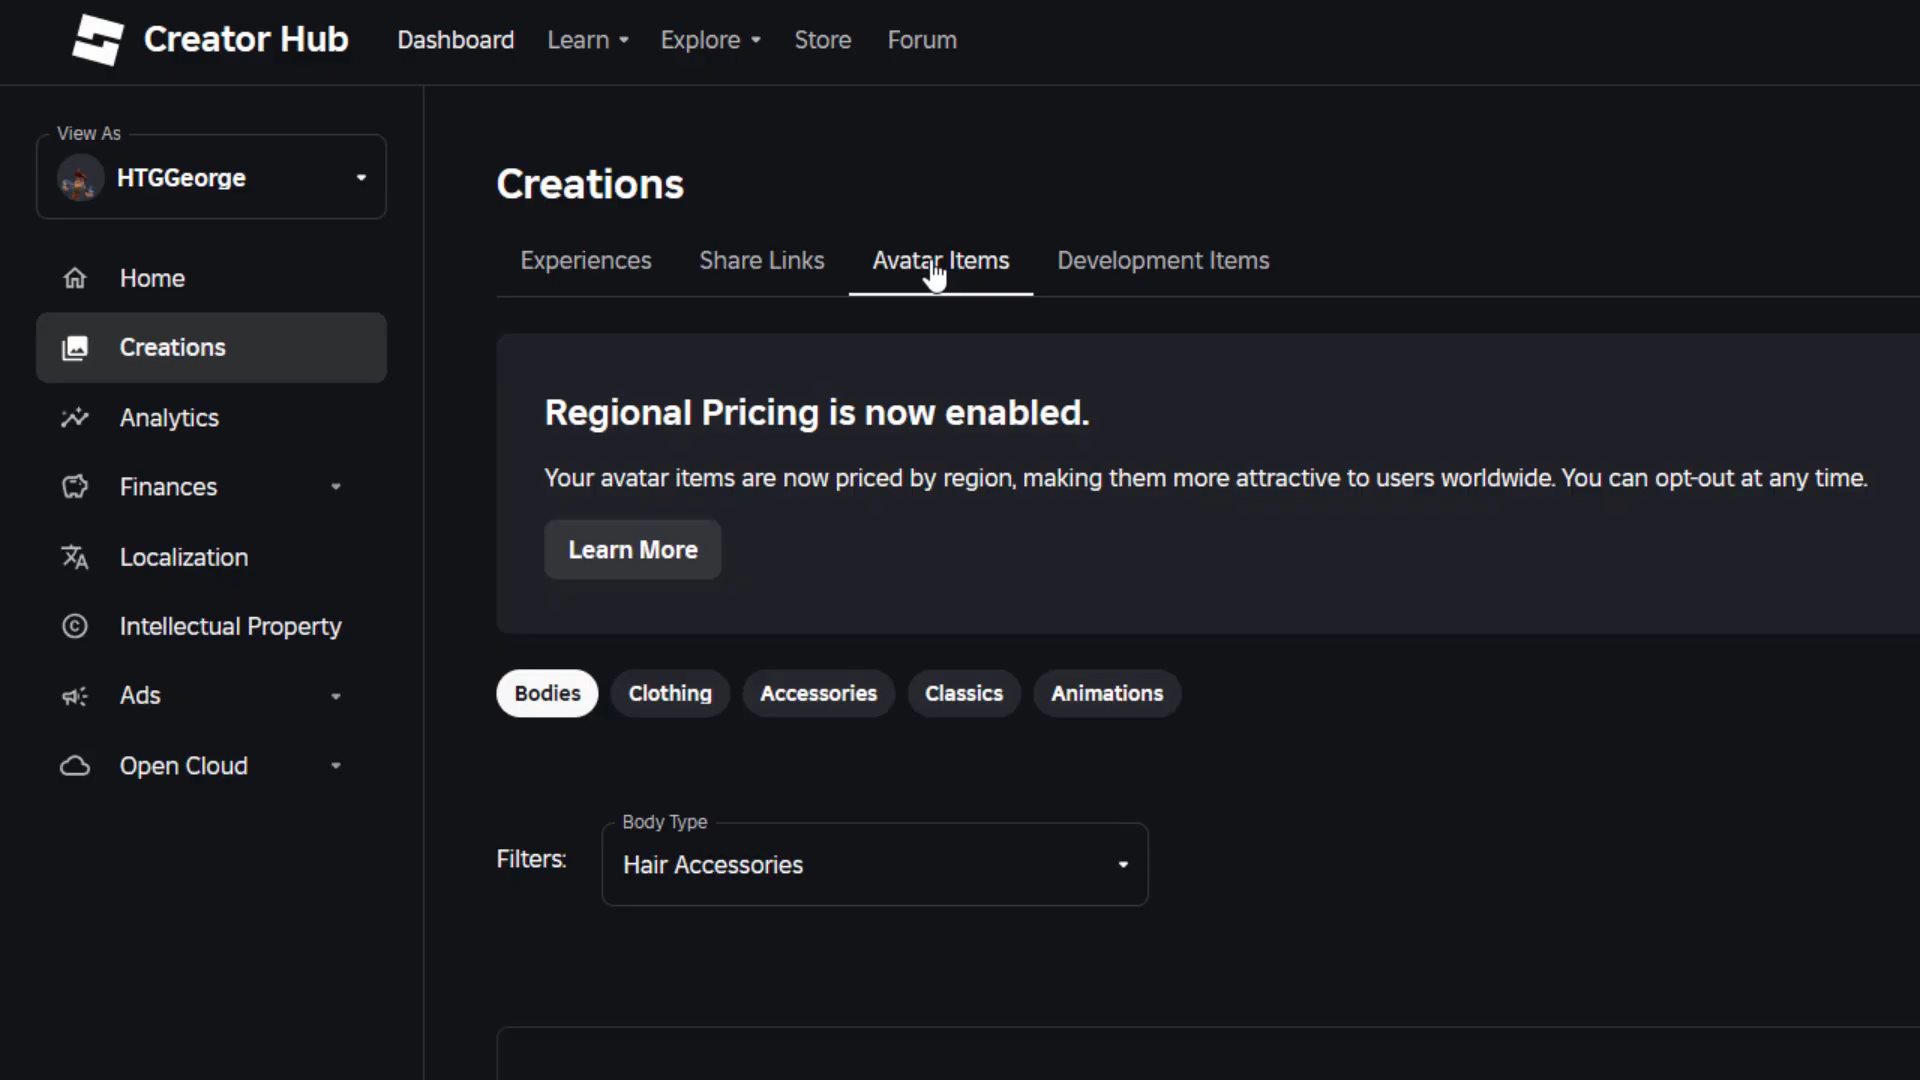 Creator Hub
Dashboard
Learn
Explore
Store
Forum
View As
HTGGeorge
Home
Creations
Analytics
Finances
Localization
Intellectual Property
Ads
Open Cloud
Creations
Experiences
Share Links
Avatar Items
Development Items
Regional Pricing is now enabled.
Your avatar items are now priced by region, making them more attractive to users worldwide. You can opt-out at any time.
Learn More
Bodies
Clothing
Accessories
Classics
Animations
Filters:
Body Type
Hair Accessories